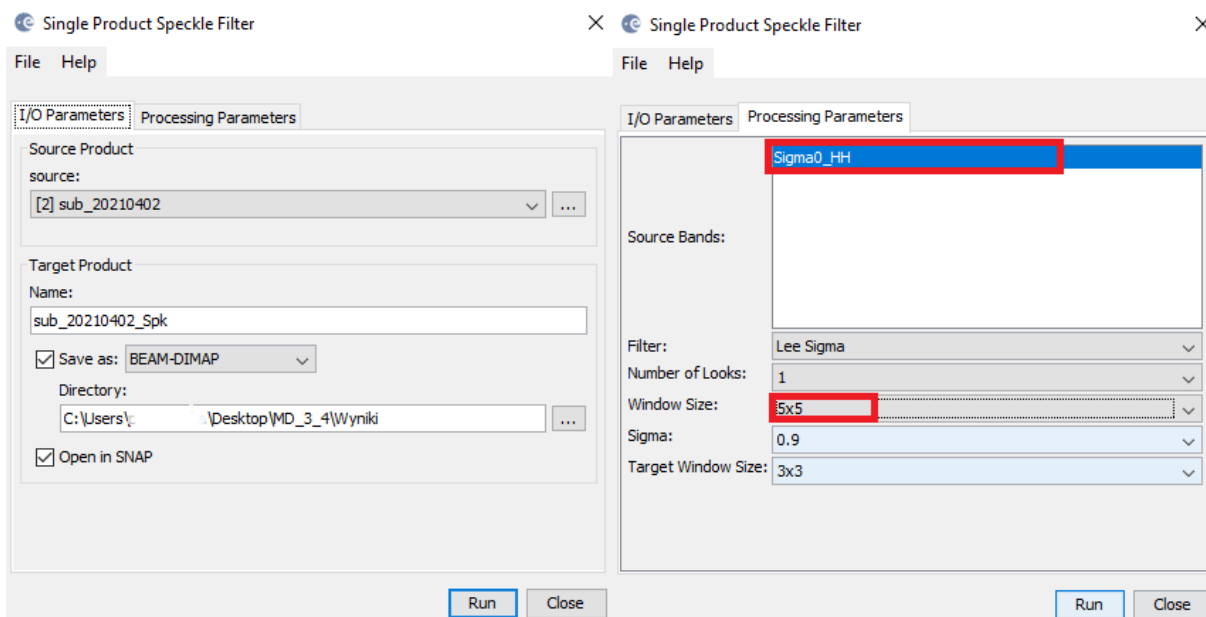 Single Product Speckle Filter
File Help
I/O Parameters Processing Parameters
Source Product
source:
[2] sub_20210402
...
Target Product
Name:
sub_20210402_Spk
Save as: BEAM-DIMAP
Directory:
C:\Users\ \Desktop\MD_3_4\Wyniki
...
Open in SNAP
Run Close
Single Product Speckle Filter
File Help
I/O Parameters Processing Parameters
Source Bands:
Sigma0_HH
Filter: Lee Sigma
Number of Looks: 1
Window Size: 5x5
Sigma: 0.9
Target Window Size: 3x3
Run Close